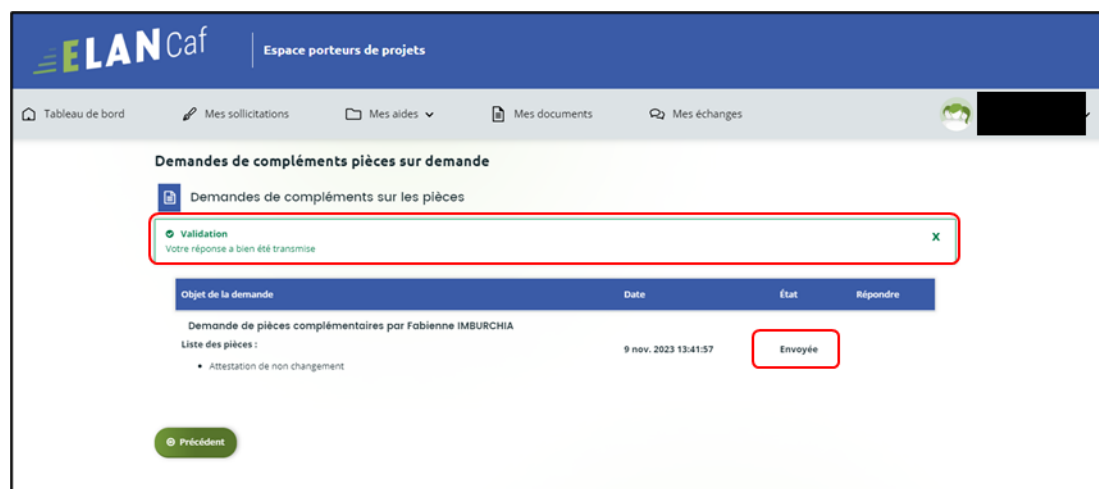 ELAN Caf
Espace porteurs de projets
Tableau de bord
Mes sollicitations
Mes aides
Mes documents
Mes échanges
Demandes de compléments pièces sur demande
Demandes de compléments sur les pièces
Validation
X
Votre réponse a bien été transmise
Objet de la demande Date État Répondre
Demande de pièces complémentaires par Fabienne IMBURCHIA
Liste des pièces :
9 nov. 2023 13:41:57 Envoyée
• Attestation de non changement
Précédent